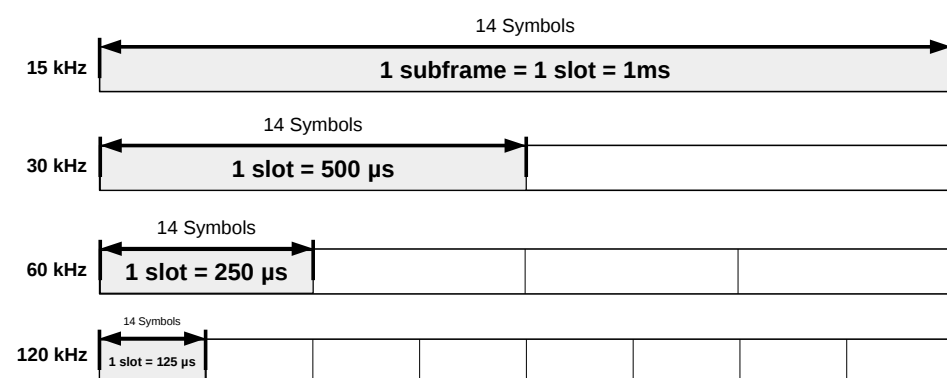 14 Symbols
15 kHz
1 subframe = 1 slot = 1ms
14 Symbols
30 kHz
1 slot = 500 µs
14 Symbols
60 kHz
1 slot = 250 µs
14 Symbols
120 kHz
1 slot = 125 µs